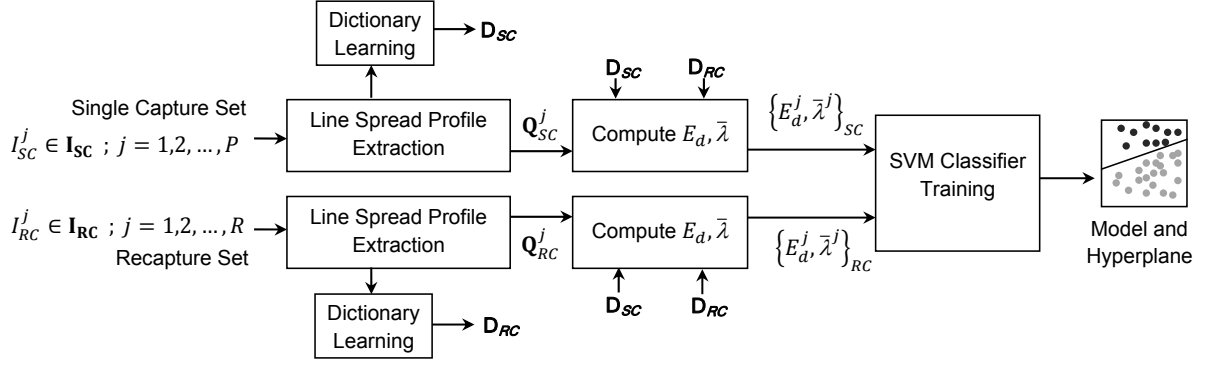 Dictionary
Learning
D_SC
Single Capture Set
I_SC^j ∈ I_SC ; j = 1,2, …, P
Line Spread Profile
Extraction
Q_SC^j
D_SC
D_RC
Compute E_d, λ̅
{E_d^j, λ̅^j}_SC
SVM Classifier
Training
Model and
Hyperplane
I_RC^j ∈ I_RC ; j = 1,2, …, R
Recapture Set
Line Spread Profile
Extraction
Q_RC^j
Compute E_d, λ̅
{E_d^j, λ̅^j}_RC
D_SC
D_RC
Dictionary
Learning
D_RC